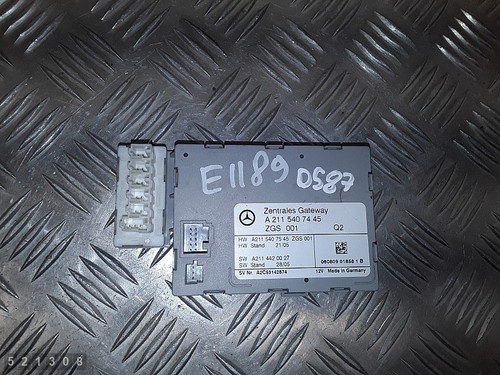 E1189 0587
Zentrales Gateway
A 211 540 74 45
ZGS 001 Q2
HW A211 540 75 45 ZGS 001
HW Stand 21/05
SW A211 442 00 27
SW Stand 28/05
SV Nr. A2C53142874
12V Made in Germany
521308